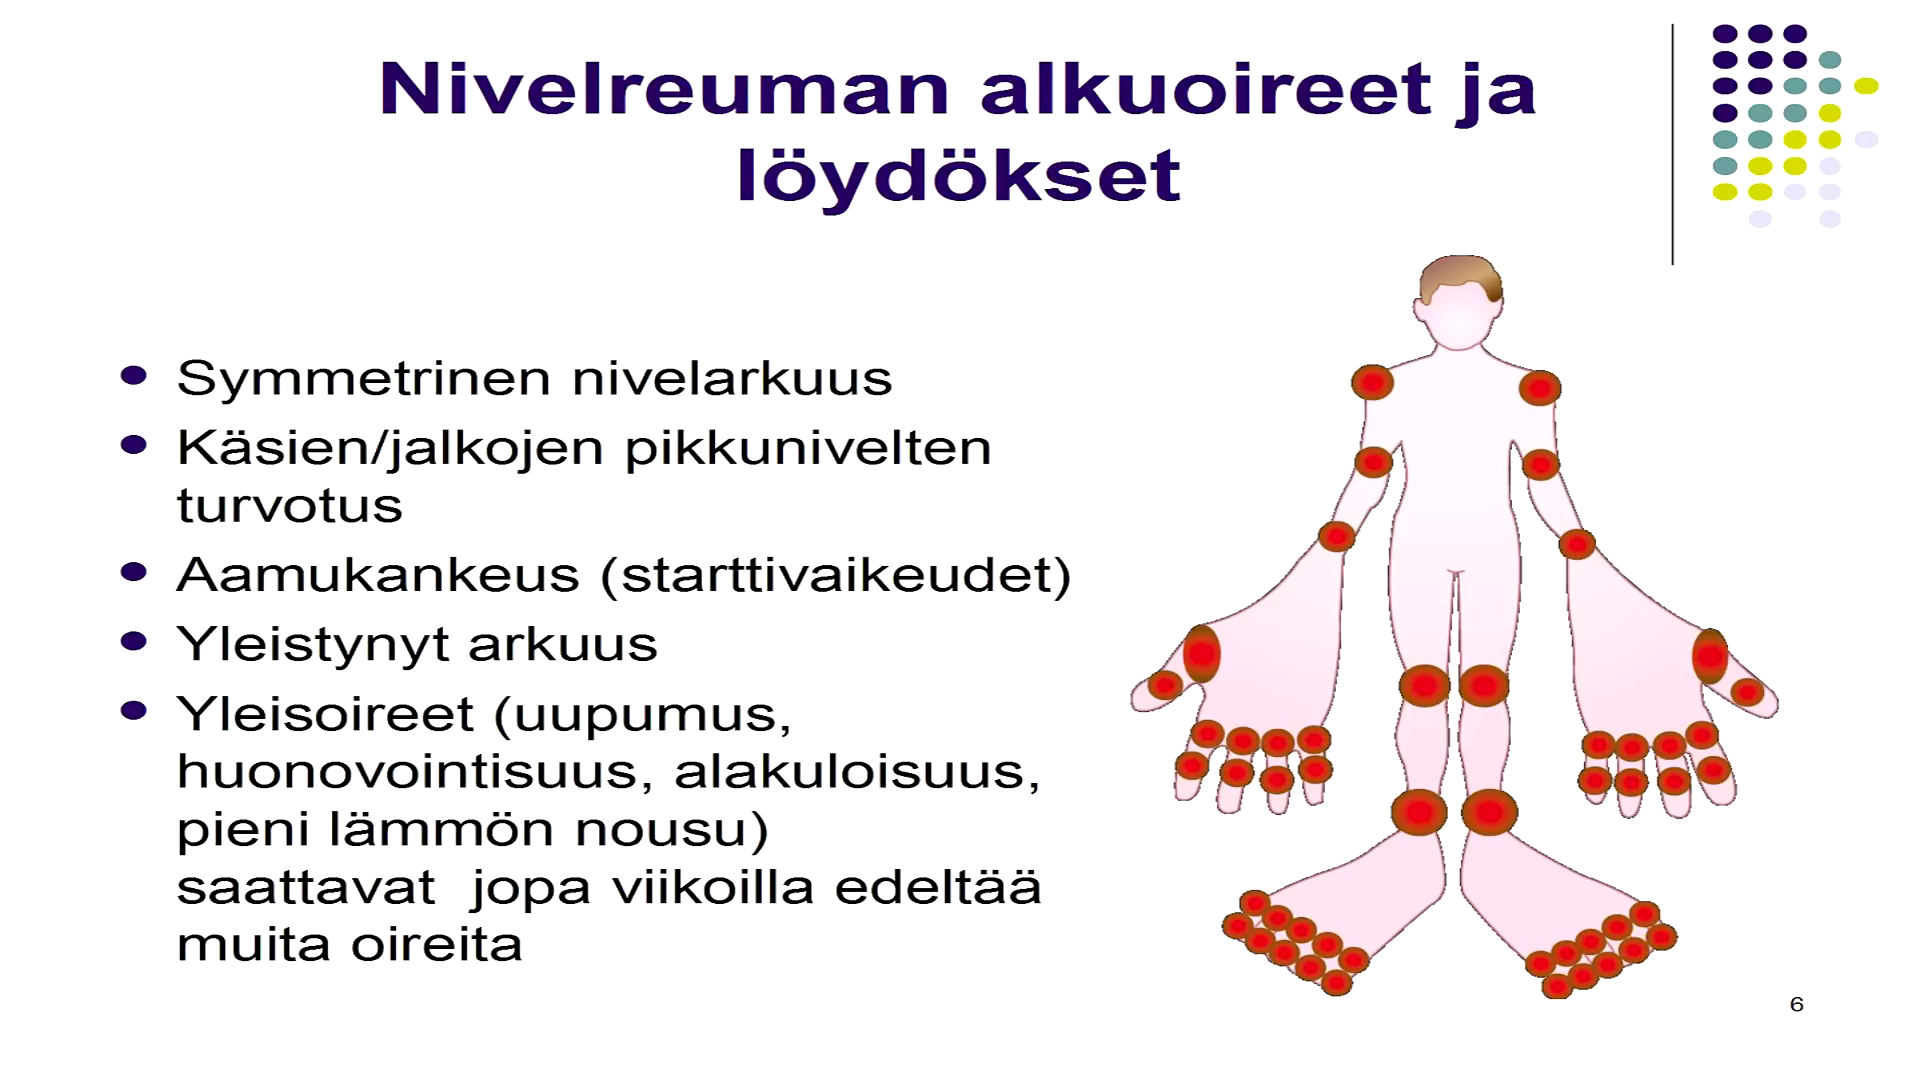 Nivelreuman alkuoireet ja
löydökset
• Symmetrinen nivelarkuus
• Käsien/jalkojen pikkunivelten
turvotus
• Aamukankeus (starttivaikeudet)
• Yleistynyt arkuus
• Yleisoireet (uupumus,
huonovointisuus, alakuloisuus,
pieni lämmön nousu)
saattavat  jopa viikoilla edeltää
muita oireita
6